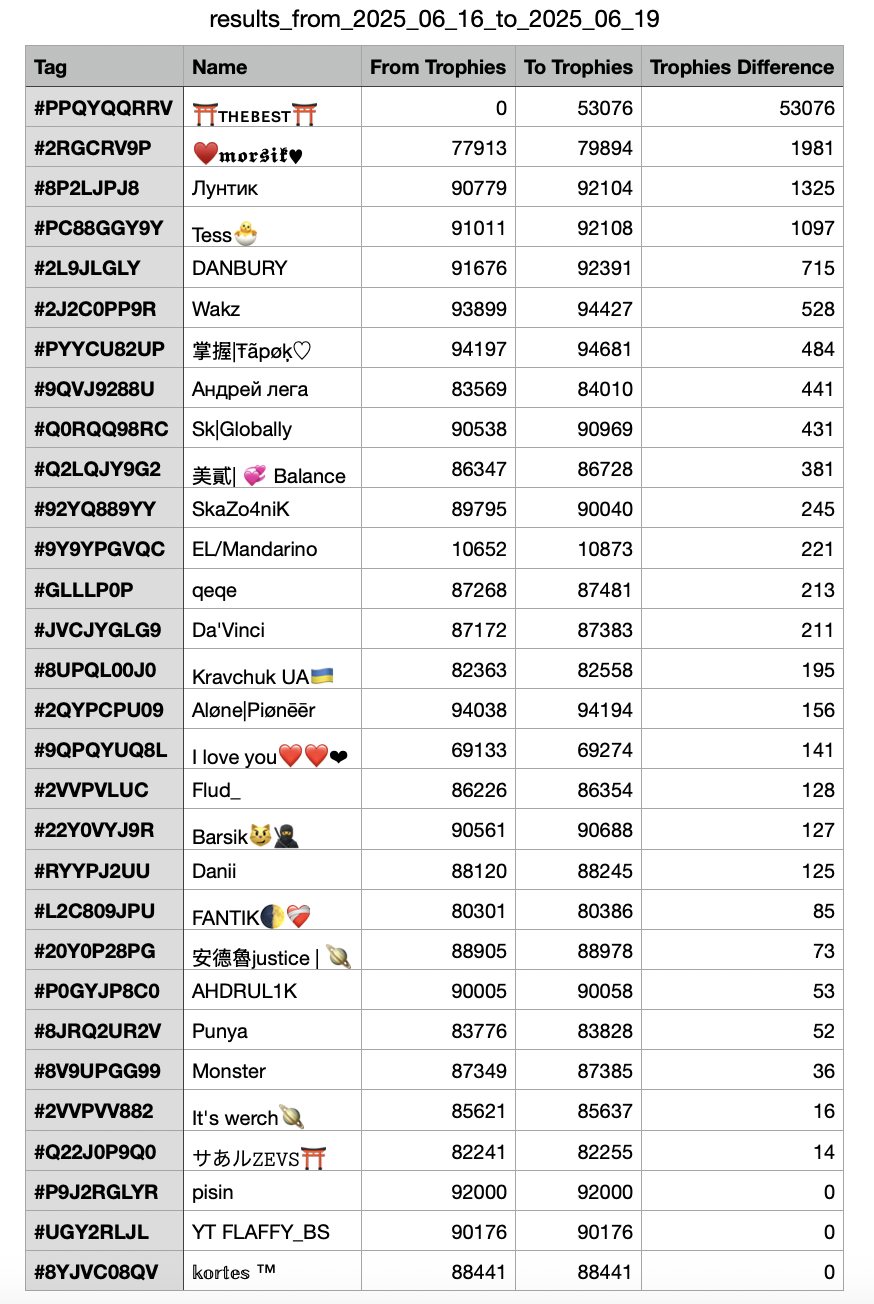 results_from_2025_06_16_to_2025_06_19
Tag Name From Trophies To Trophies Trophies Difference
#PPQYQQRRV ⛩️ᴛʜᴇʙᴇsᴛ⛩️ 0 53076 53076
#2RGCRV9P ❤️𝖒𝖔𝖗𝖘𝖎𝖐♥ 77913 79894 1981
#8P2LJPJ8 Лунтик 90779 92104 1325
#PC88GGY9Y Tess🐣 91011 92108 1097
#2L9JLGLY DANBURY 91676 92391 715
#2J2C0PP9R Wakz 93899 94427 528
#PYYCU82UP 掌握|Ŧãpøķ♡ 94197 94681 484
#9QVJ9288U Андрей лега 83569 84010 441
#Q0RQQ98RC Sk|Globally 90538 90969 431
#Q2LQJY9G2 美貳| 💞 Balance 86347 86728 381
#92YQ889YY SkaZo4niK 89795 90040 245
#9Y9YPGVQC EL/Mandarino 10652 10873 221
#GLLLP0P qeqe 87268 87481 213
#JVCJYGLG9 Da'Vinci 87172 87383 211
#8UPQL00J0 Kravchuk UA🇺🇦 82363 82558 195
#2QYPCPU09 Aløne|Piønēēr 94038 94194 156
#9QPQYUQ8L I love you❤️❤️❤ 69133 69274 141
#2VVPVLUC Flud_ 86226 86354 128
#22Y0VYJ9R Barsik😼🥷 90561 90688 127
#RYYPJ2UU Danii 88120 88245 125
#L2C809JPU FANTIK🌓❤️‍🩹 80301 80386 85
#20Y0P28PG 安德魯justice | 🪐 88905 88978 73
#P0GYJP8C0 AHDRUL1K 90005 90058 53
#8JRQ2UR2V Punya 83776 83828 52
#8V9UPGG99 Monster 87349 87385 36
#2VVPVV882 It's werch🪐 85621 85637 16
#Q22J0P9Q0 サあル𝚉𝙴𝚅𝚂⛩️ 82241 82255 14
#P9J2RGLYR pisin 92000 92000 0
#UGY2RLJL YT FLAFFY_BS 90176 90176 0
#8YJVC08QV 𝕜𝕠𝕣𝕥𝕖𝕤 ™ 88441 88441 0